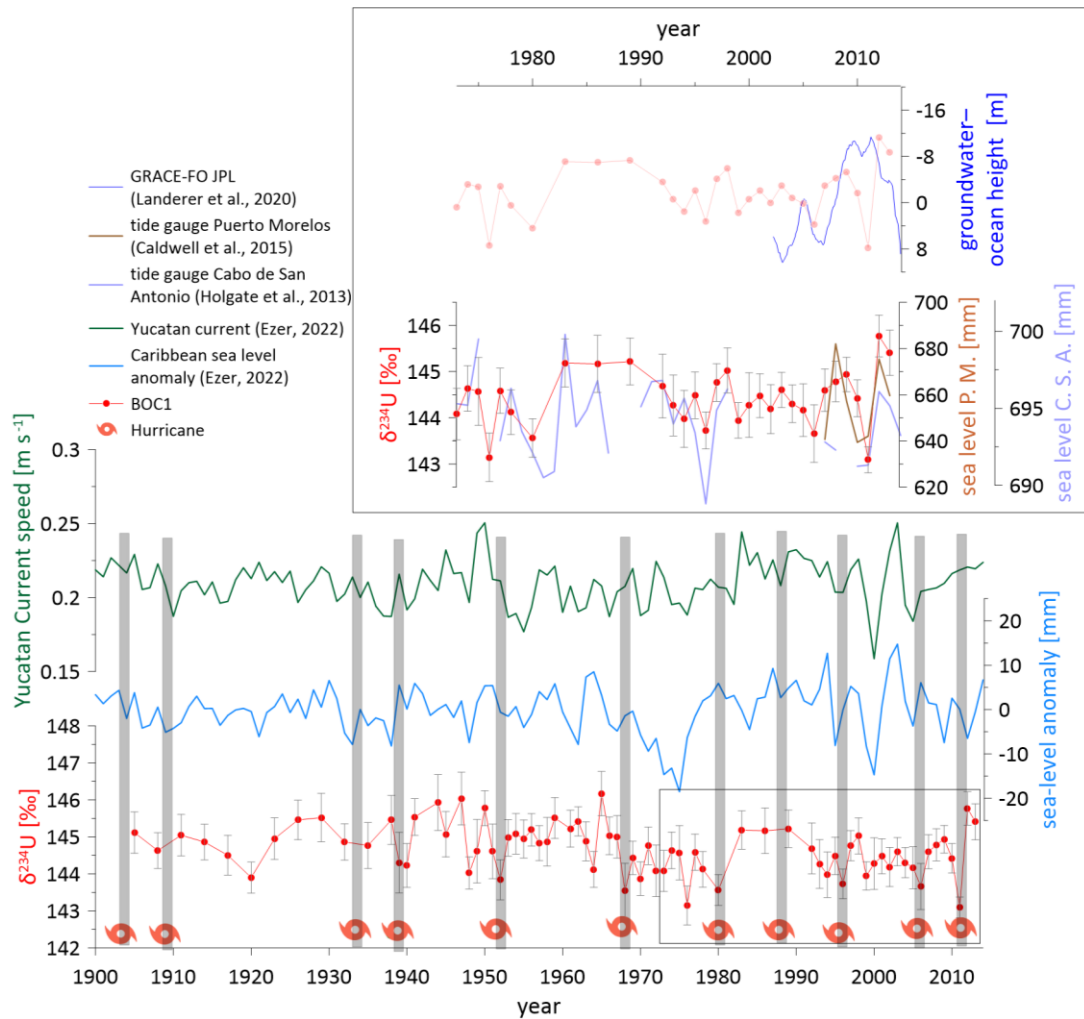 year
1980
1990
2000
2010
-16
-8
0
8
groundwater–
ocean height [m]
GRACE-FO JPL
(Landerer et al., 2020)
tide gauge Puerto Morelos
(Caldwell et al., 2015)
tide gauge Cabo de San
Antonio (Holgate et al., 2013)
Yucatan current (Ezer, 2022)
Caribbean sea level
anomaly (Ezer, 2022)
BOC1
Hurricane
146
145
144
143
δ²³⁴U [‰]
700
680
660
640
620
sea level P. M. [mm]
700
695
690
sea level C. S. A. [mm]
0.3
0.25
0.2
0.15
Yucatan Current speed [m s⁻¹]
20
10
0
-10
-20
sea-level anomaly [mm]
148
147
146
145
144
143
142
δ²³⁴U [‰]
1900
1910
1920
1930
1940
1950
1960
1970
1980
1990
2000
2010
year